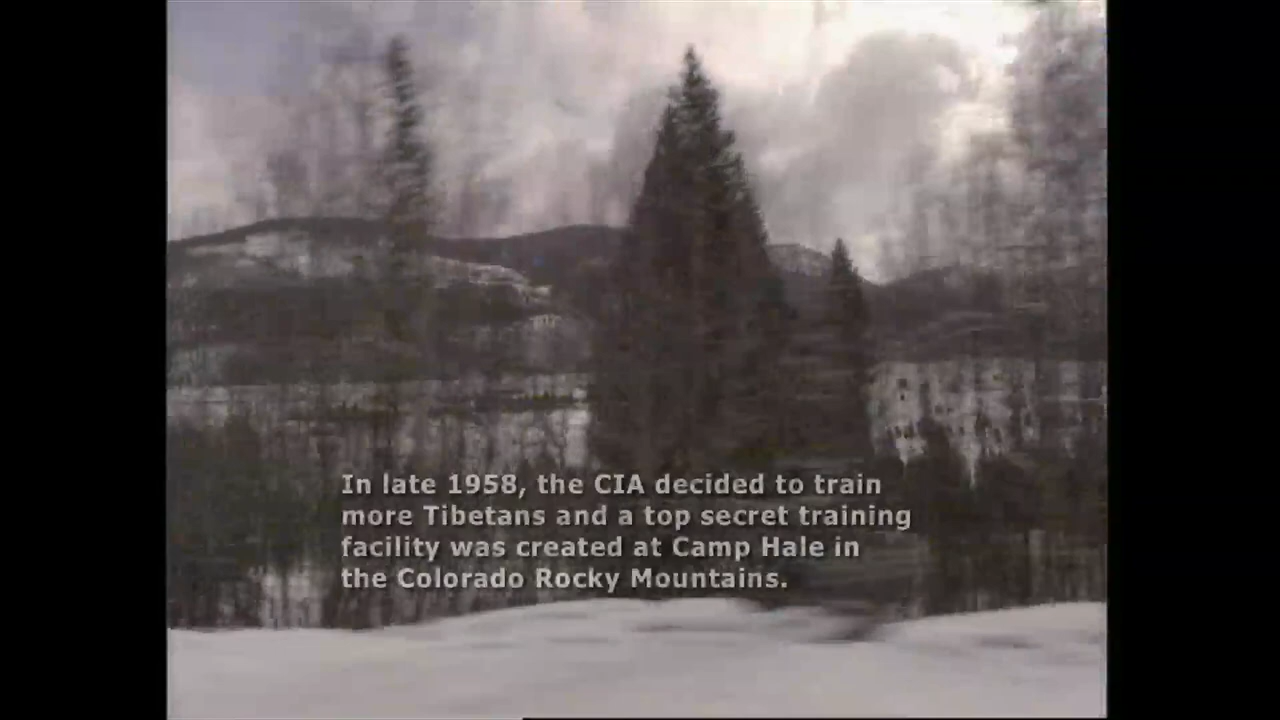 In late 1958, the CIA decided to train
more Tibetans and a top secret training
facility was created at Camp Hale in
the Colorado Rocky Mountains.